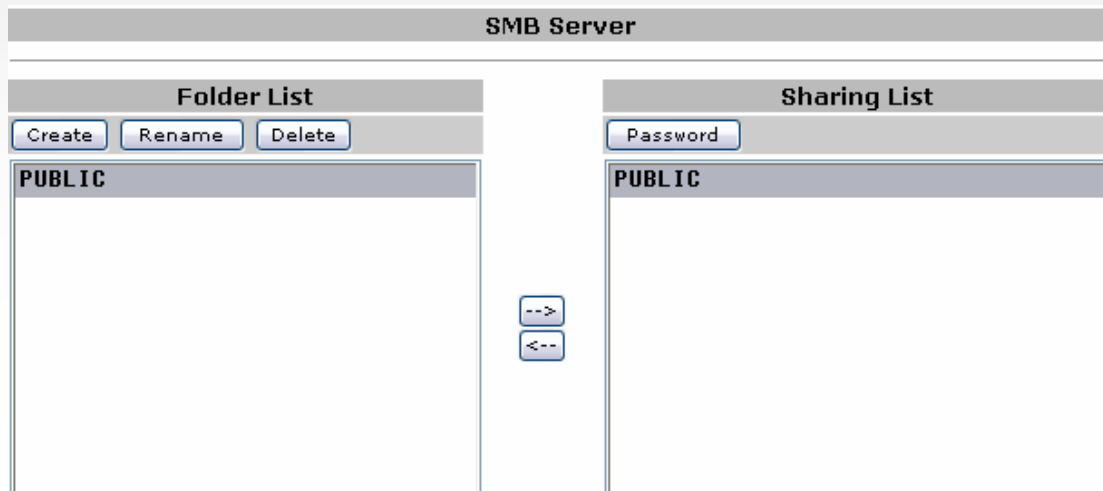 SMB Server
Folder List
Create Rename Delete
PUBLIC
Sharing List
Password
PUBLIC
-->
<--